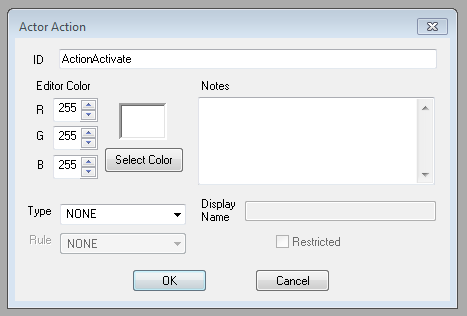 Actor Action
ID ActionActivate
Editor Color Notes
R 255
G 255
B 255 Select Color
Type NONE Display Name
Rule NONE Restricted
OK Cancel